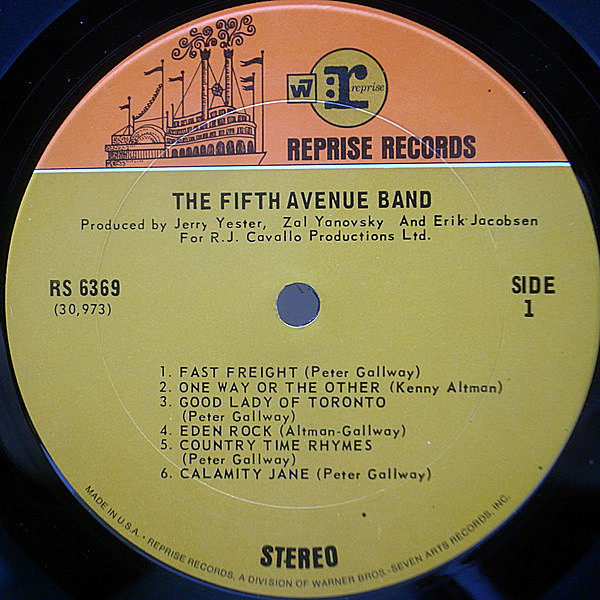 W7
r
reprise
REPRISE RECORDS
THE FIFTH AVENUE BAND
Produced by Jerry Yester, Zal Yanovsky And Erik Jacobsen
For R.J. Cavallo Productions Ltd.
RS 6369
(30,973)
SIDE
1
1. FAST FREIGHT (Peter Gallway)
2. ONE WAY OR THE OTHER (Kenny Altman)
3. GOOD LADY OF TORONTO
(Peter Gallway)
4. EDEN ROCK (Altman-Gallway)
5. COUNTRY TIME RHYMES
(Peter Gallway)
6. CALAMITY JANE (Peter Gallway)
STEREO
MADE IN U.S.A. • REPRISE RECORDS, A DIVISION OF WARNER BROS.-SEVEN ARTS RECORDS, INC.